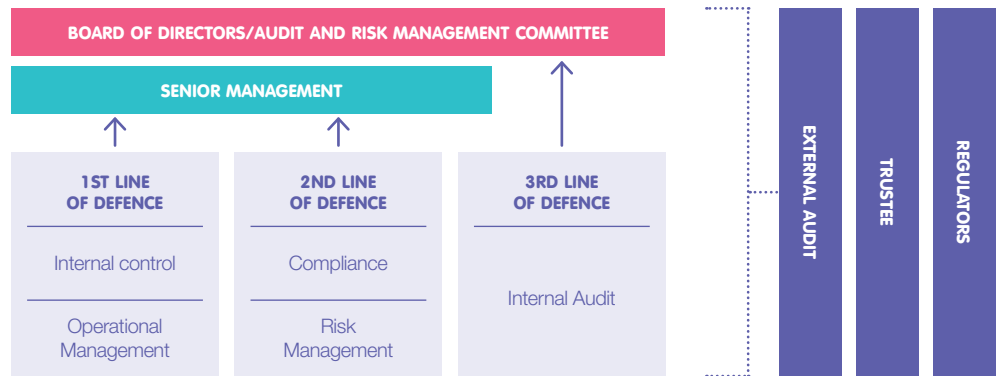 BOARD OF DIRECTORS/AUDIT AND RISK MANAGEMENT COMMITTEE
SENIOR MANAGEMENT
1ST LINE
OF DEFENCE
Internal control
Operational
Management
2ND LINE
OF DEFENCE
Compliance
Risk
Management
3RD LINE
OF DEFENCE
Internal Audit
EXTERNAL AUDIT
TRUSTEE
REGULATORS